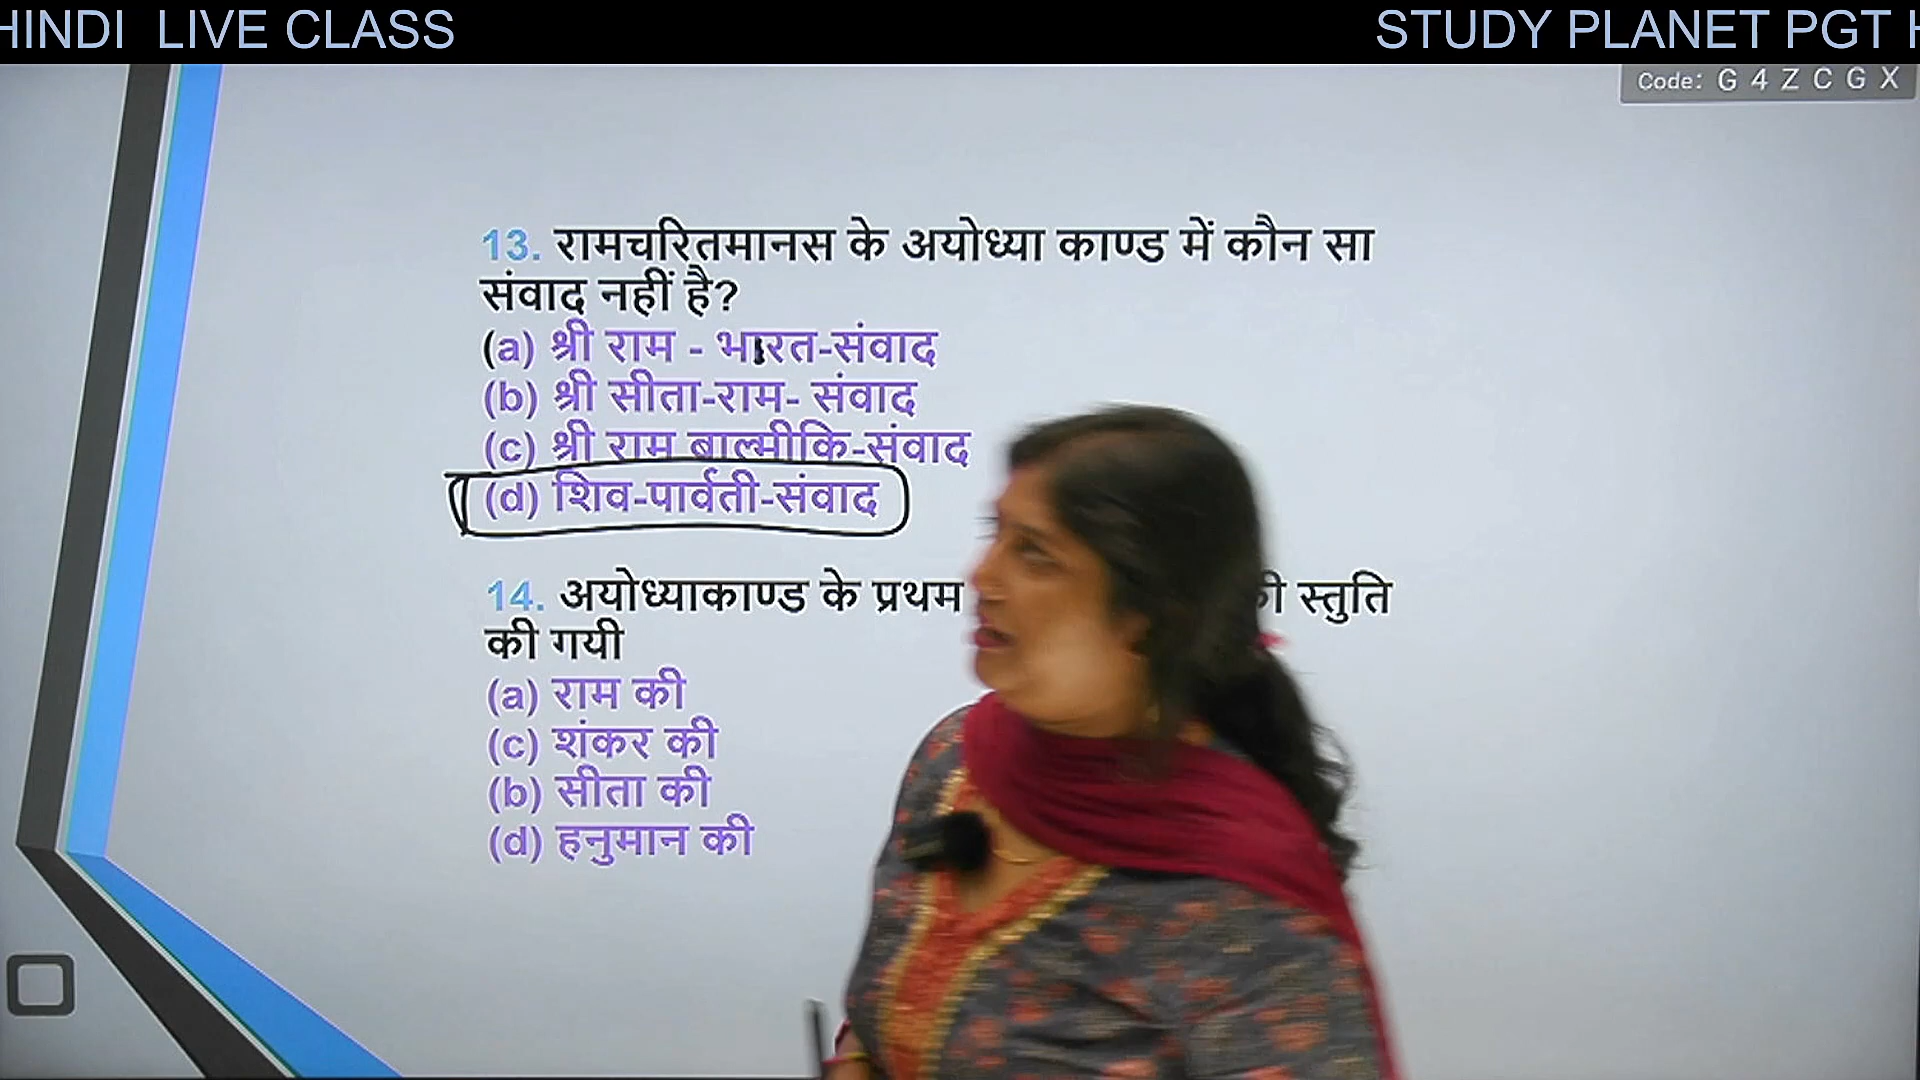 HINDI LIVE CLASS
STUDY PLANET PGT
Code: G 4 Z C G X
13. रामचरितमानस के अयोध्या काण्ड में कौन सा
संवाद नहीं है?
(a) श्री राम - भारत-संवाद
(b) श्री सीता-राम- संवाद
(c) श्री राम बाल्मीकि-संवाद
(d) शिव-पार्वती-संवाद
14. अयोध्याकाण्ड के प्रथम स्तुति
की गयी
(a) राम की
(c) शंकर की
(b) सीता की
(d) हनुमान की